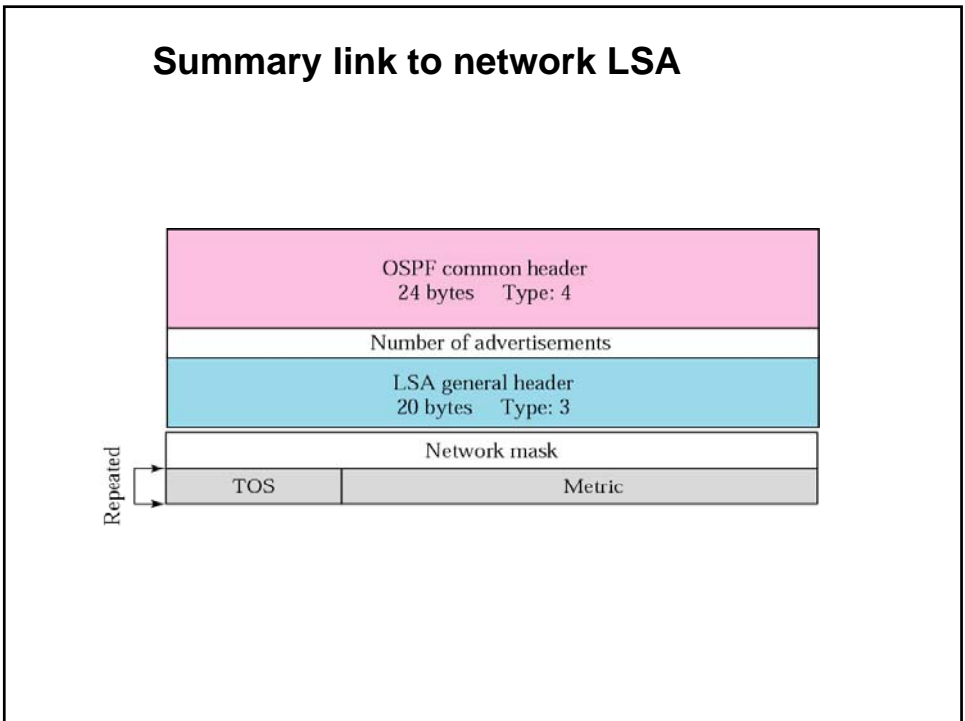 Summary link to network LSA
OSPF common header
24 bytes Type: 4
Number of advertisements
LSA general header
20 bytes Type: 3
Network mask
Repeated
TOS Metric